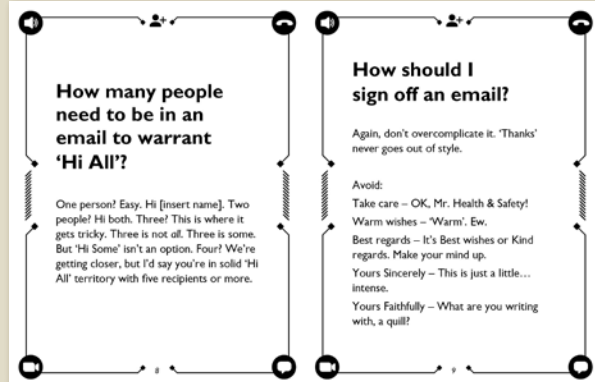 How many people
need to be in an
email to warrant
‘Hi All’?
One person? Easy. Hi [insert name]. Two
people? Hi both. Three? This is where it
gets tricky. Three is not all. Three is some.
But ‘Hi Some’ isn’t an option. Four? We’re
getting closer, but I’d say you’re in solid ‘Hi
All’ territory with five recipients or more.
8
How should I
sign off an email?
Again, don’t overcomplicate it. ‘Thanks’
never goes out of style.
Avoid:
Take care – OK, Mr. Health & Safety!
Warm wishes – ‘Warm’. Ew.
Best regards – It’s Best wishes or Kind
regards. Make your mind up.
Yours Sincerely – This is just a little…
intense.
Yours Faithfully – What are you writing
with, a quill?
9